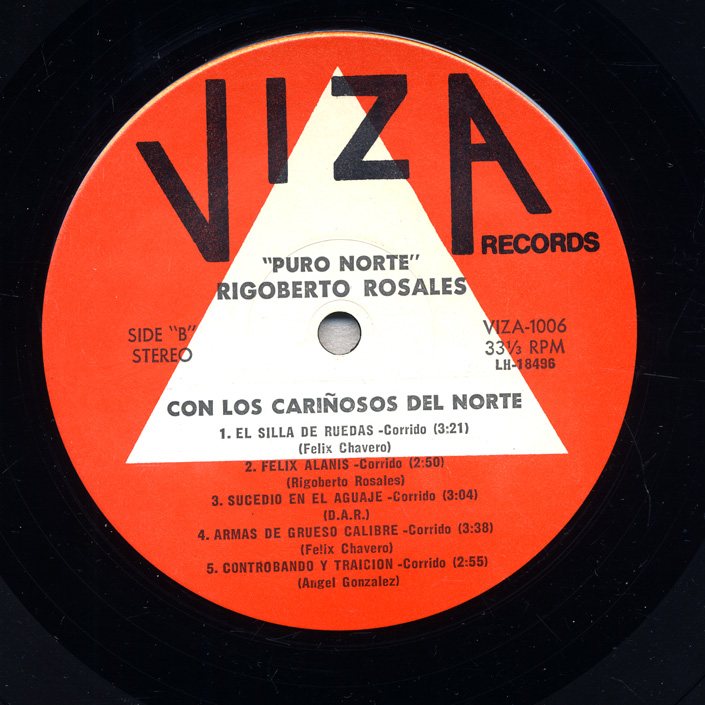 VIZA
RECORDS
"PURO NORTE"
RIGOBERTO ROSALES
SIDE "B"
STEREO
VIZA-1006
33⅓ RPM
LH-18496
CON LOS CARIÑOSOS DEL NORTE
1. EL SILLA DE RUEDAS -Corrido (3:21)
(Felix Chavero)
2. FELIX ALANIS -Corrido (2:50)
(Rigoberto Rosales)
3. SUCEDIO EN EL AGUAJE -Corrido (3:04)
(D.A.R.)
4. ARMAS DE GRUESO CALIBRE -Corrido (3:38)
(Felix Chavero)
5. CONTROBANDO Y TRAICION -Corrido (2:55)
(Angel Gonzalez)